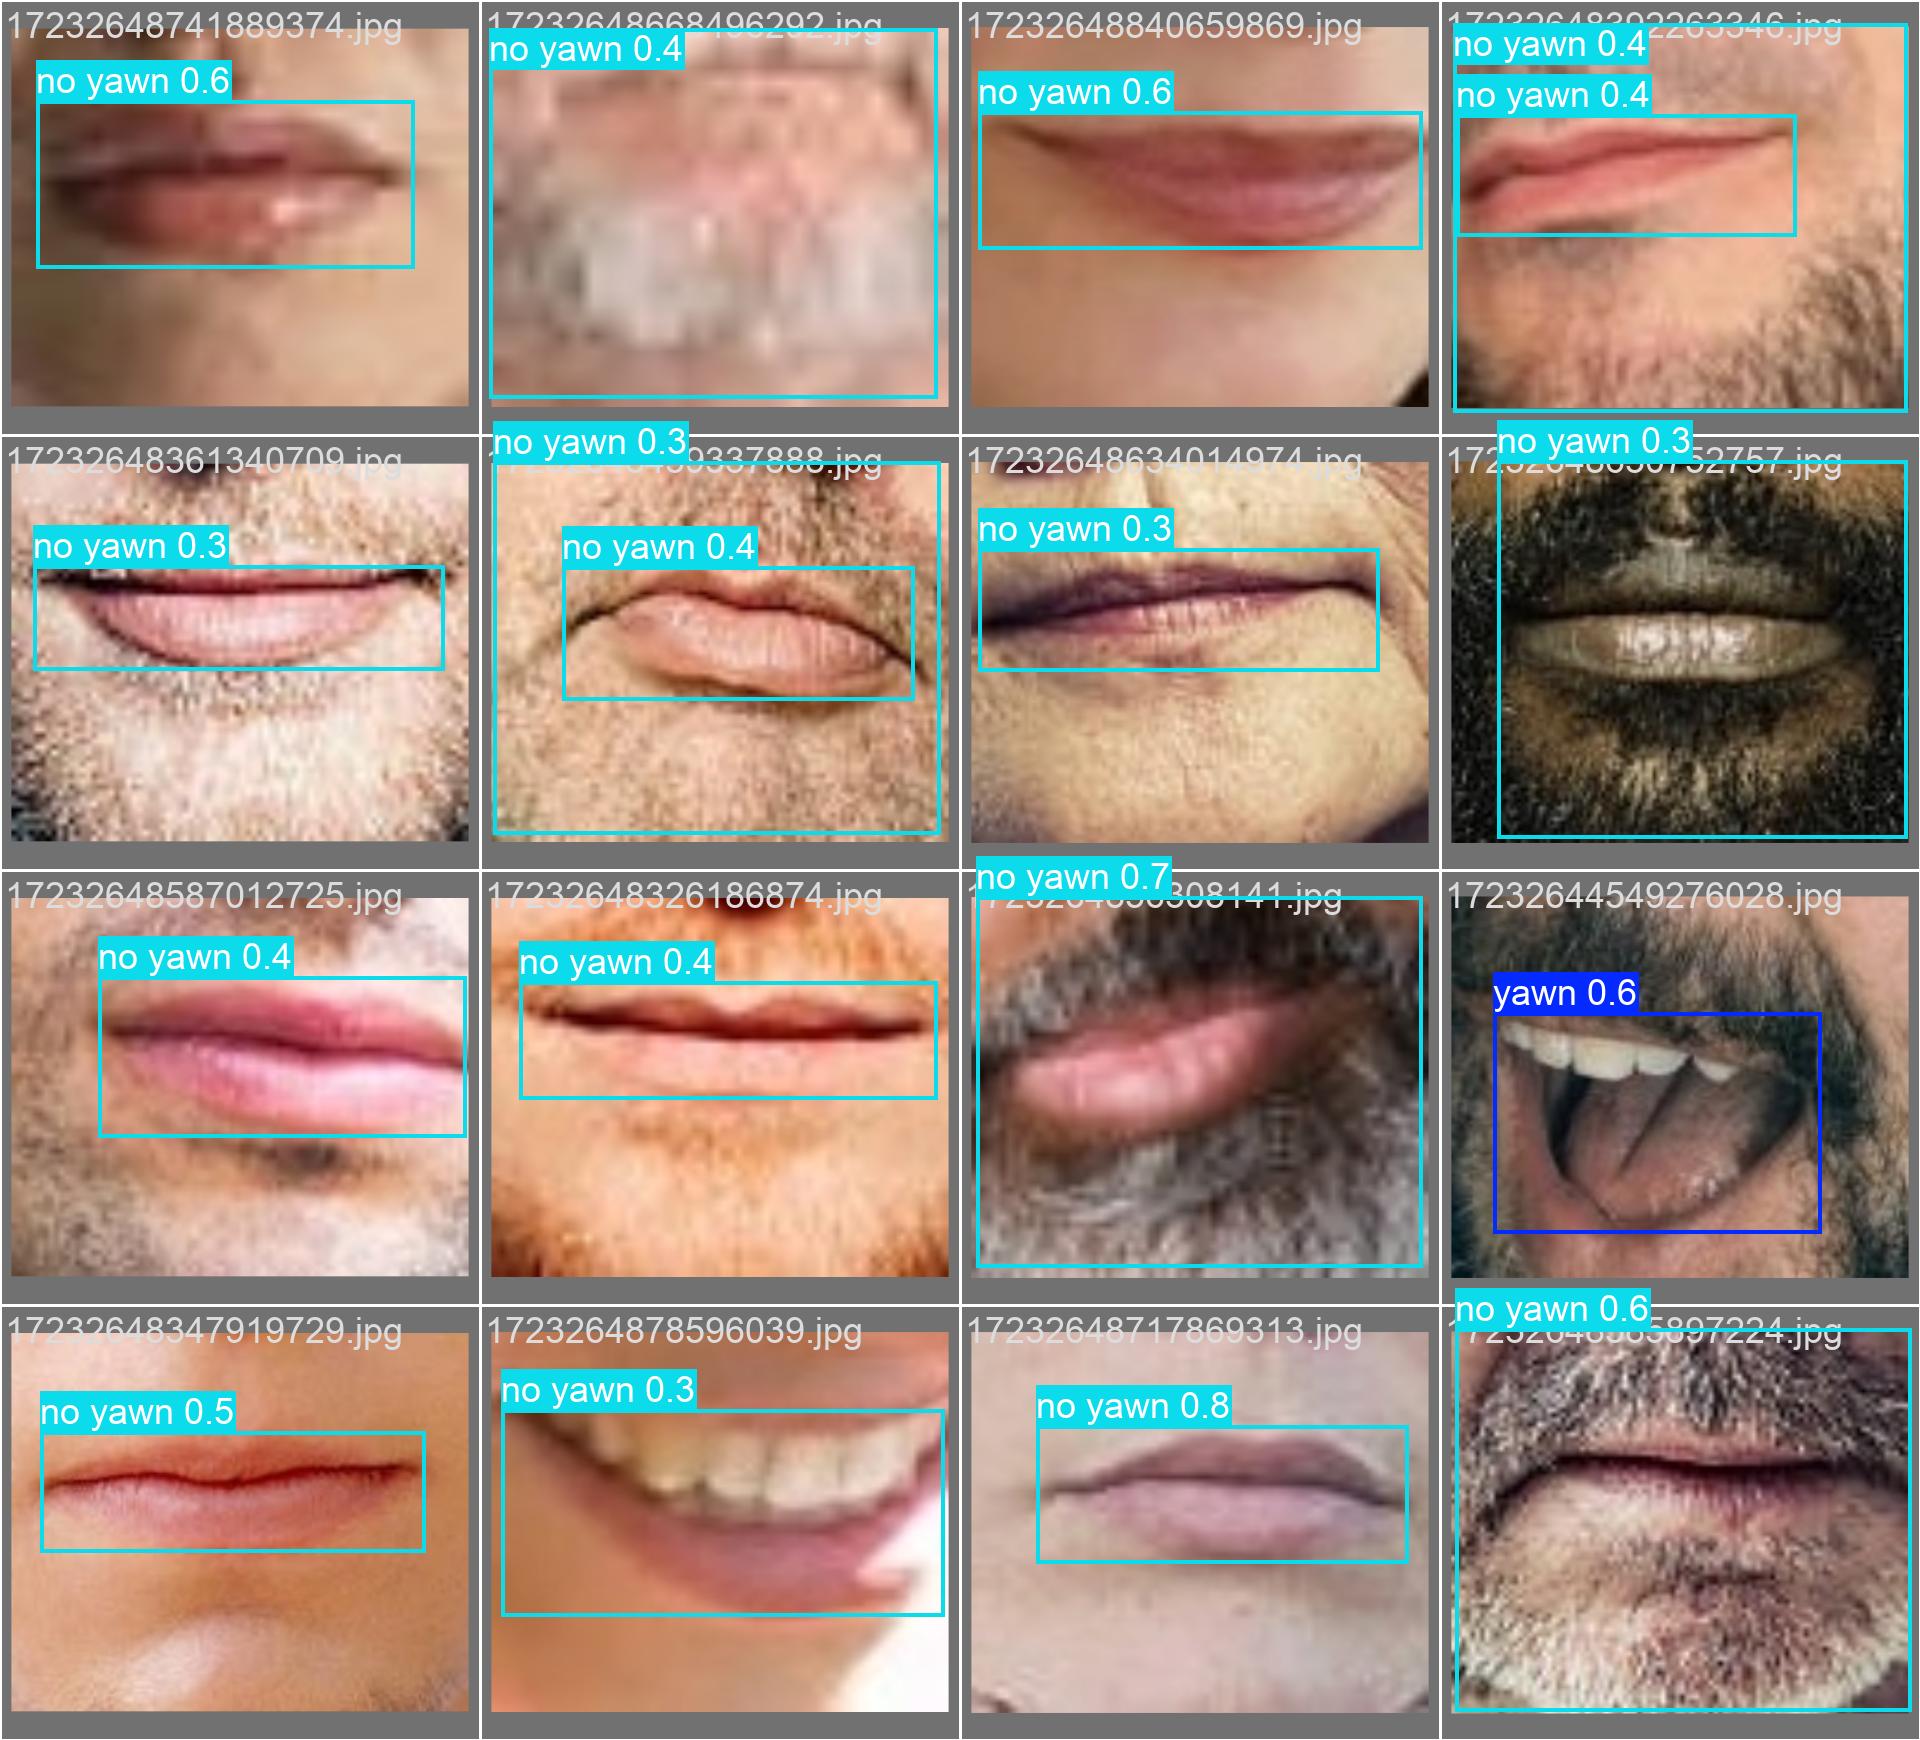 17232648741889374.jpg
no yawn 0.6
17232648668496292.jpg
no yawn 0.4
17232648840659869.jpg
no yawn 0.6
no yawn 0.4
no yawn 0.4
17232648361340709.jpg
no yawn 0.3
no yawn 0.3
no yawn 0.4
17232648634014974.jpg
no yawn 0.3
no yawn 0.3
17232648587012725.jpg
no yawn 0.4
17232648326186874.jpg
no yawn 0.4
no yawn 0.7
17232644549276028.jpg
yawn 0.6
17232648347919729.jpg
no yawn 0.5
1723264878596039.jpg
no yawn 0.3
17232648717869313.jpg
no yawn 0.8
no yawn 0.6